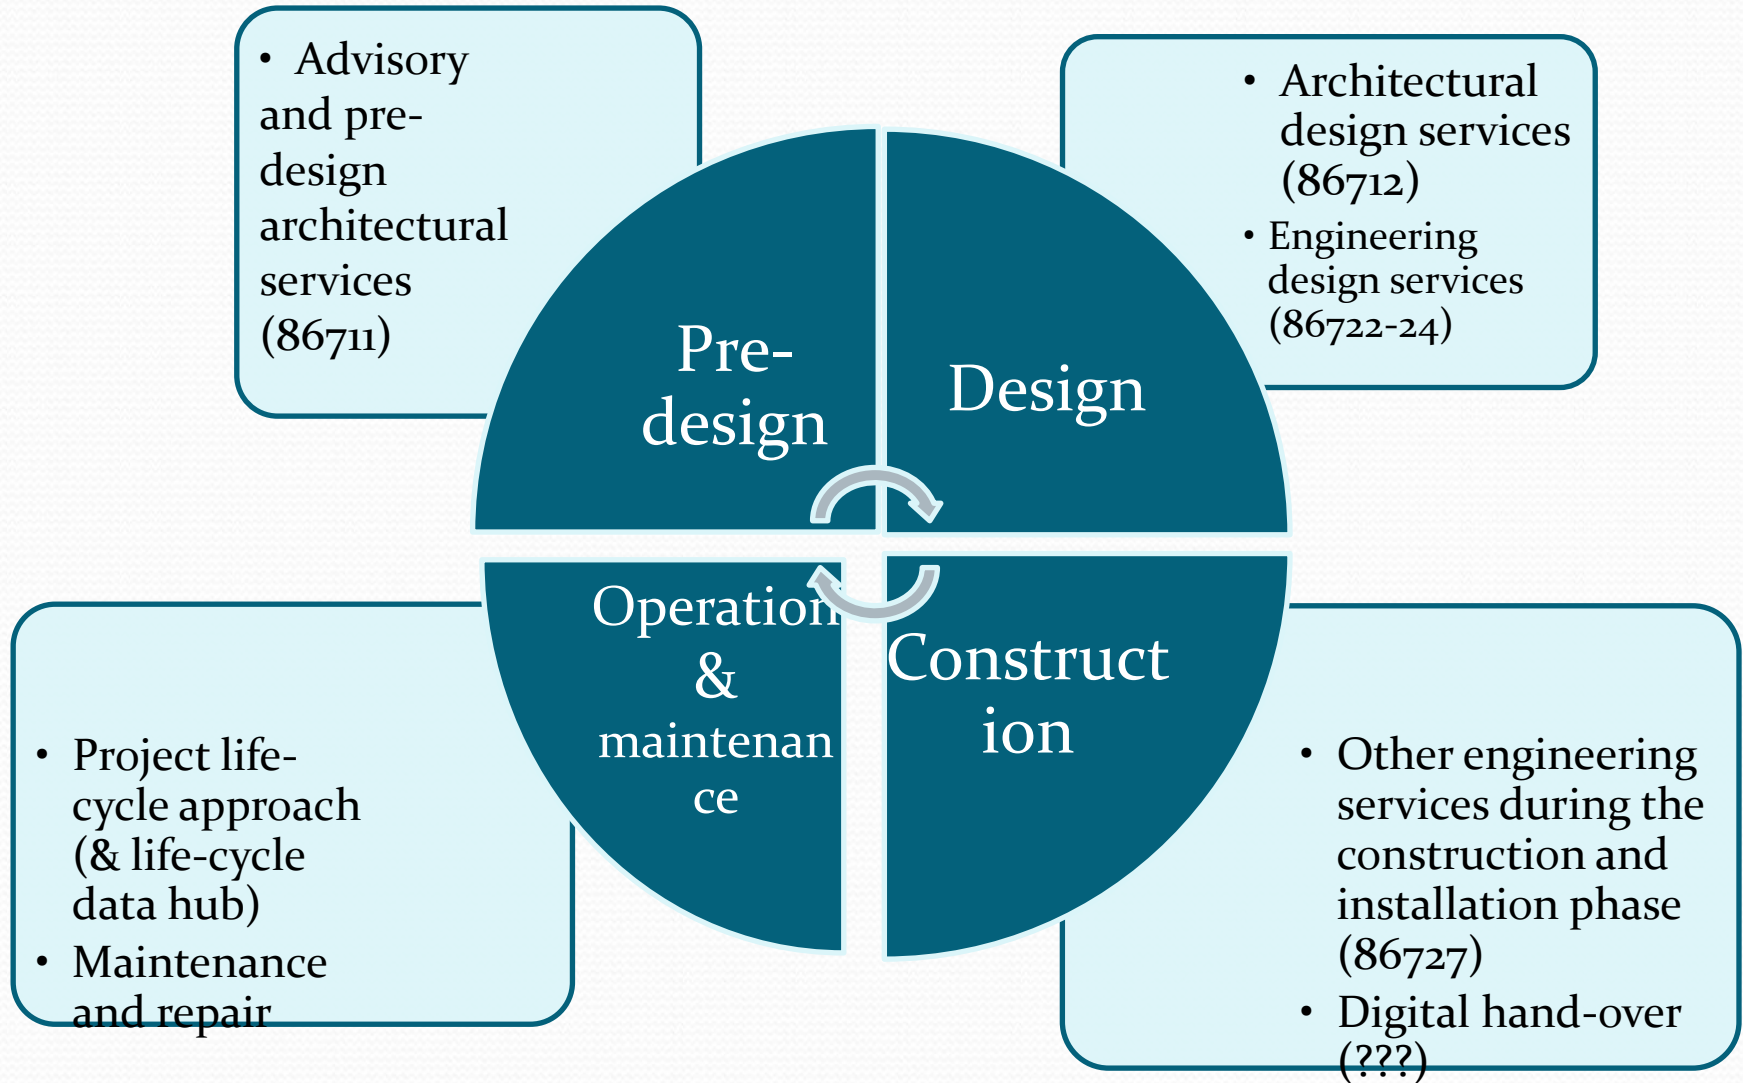 • Advisory
and pre-
design
architectural
services
(86711)
• Architectural
design services
(86712)
• Engineering
design services
(86722-24)
Pre-
design
Design
Operation
&
maintenan
ce
Construct
ion
• Project life-
cycle approach
(& life-cycle
data hub)
• Maintenance
and repair
• Other engineering
services during the
construction and
installation phase
(86727)
• Digital hand-over
(???)